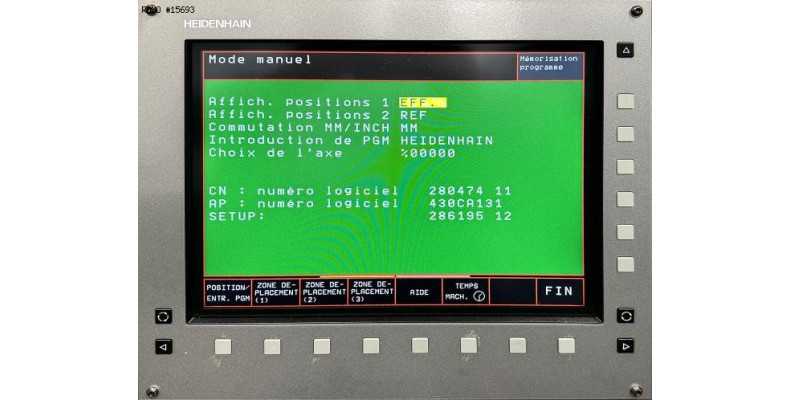 #15693
HEIDENHAIN
Mode manuel
Mémorisation
programme
Affich. positions 1 EFF.
Affich. positions 2 REF
Commutation MM/INCH MM
Introduction de PGM HEIDENHAIN
Choix de l'axe %00000
CN : numéro logiciel 280474 11
AP : numéro logiciel 430CA131
SETUP: 286195 12
POSITION/
ENTR. PGM
ZONE DE-
PLACEMENT
(1)
ZONE DE-
PLACEMENT
(2)
ZONE DE-
PLACEMENT
(3)
AIDE
TEMPS
MACH.
FIN